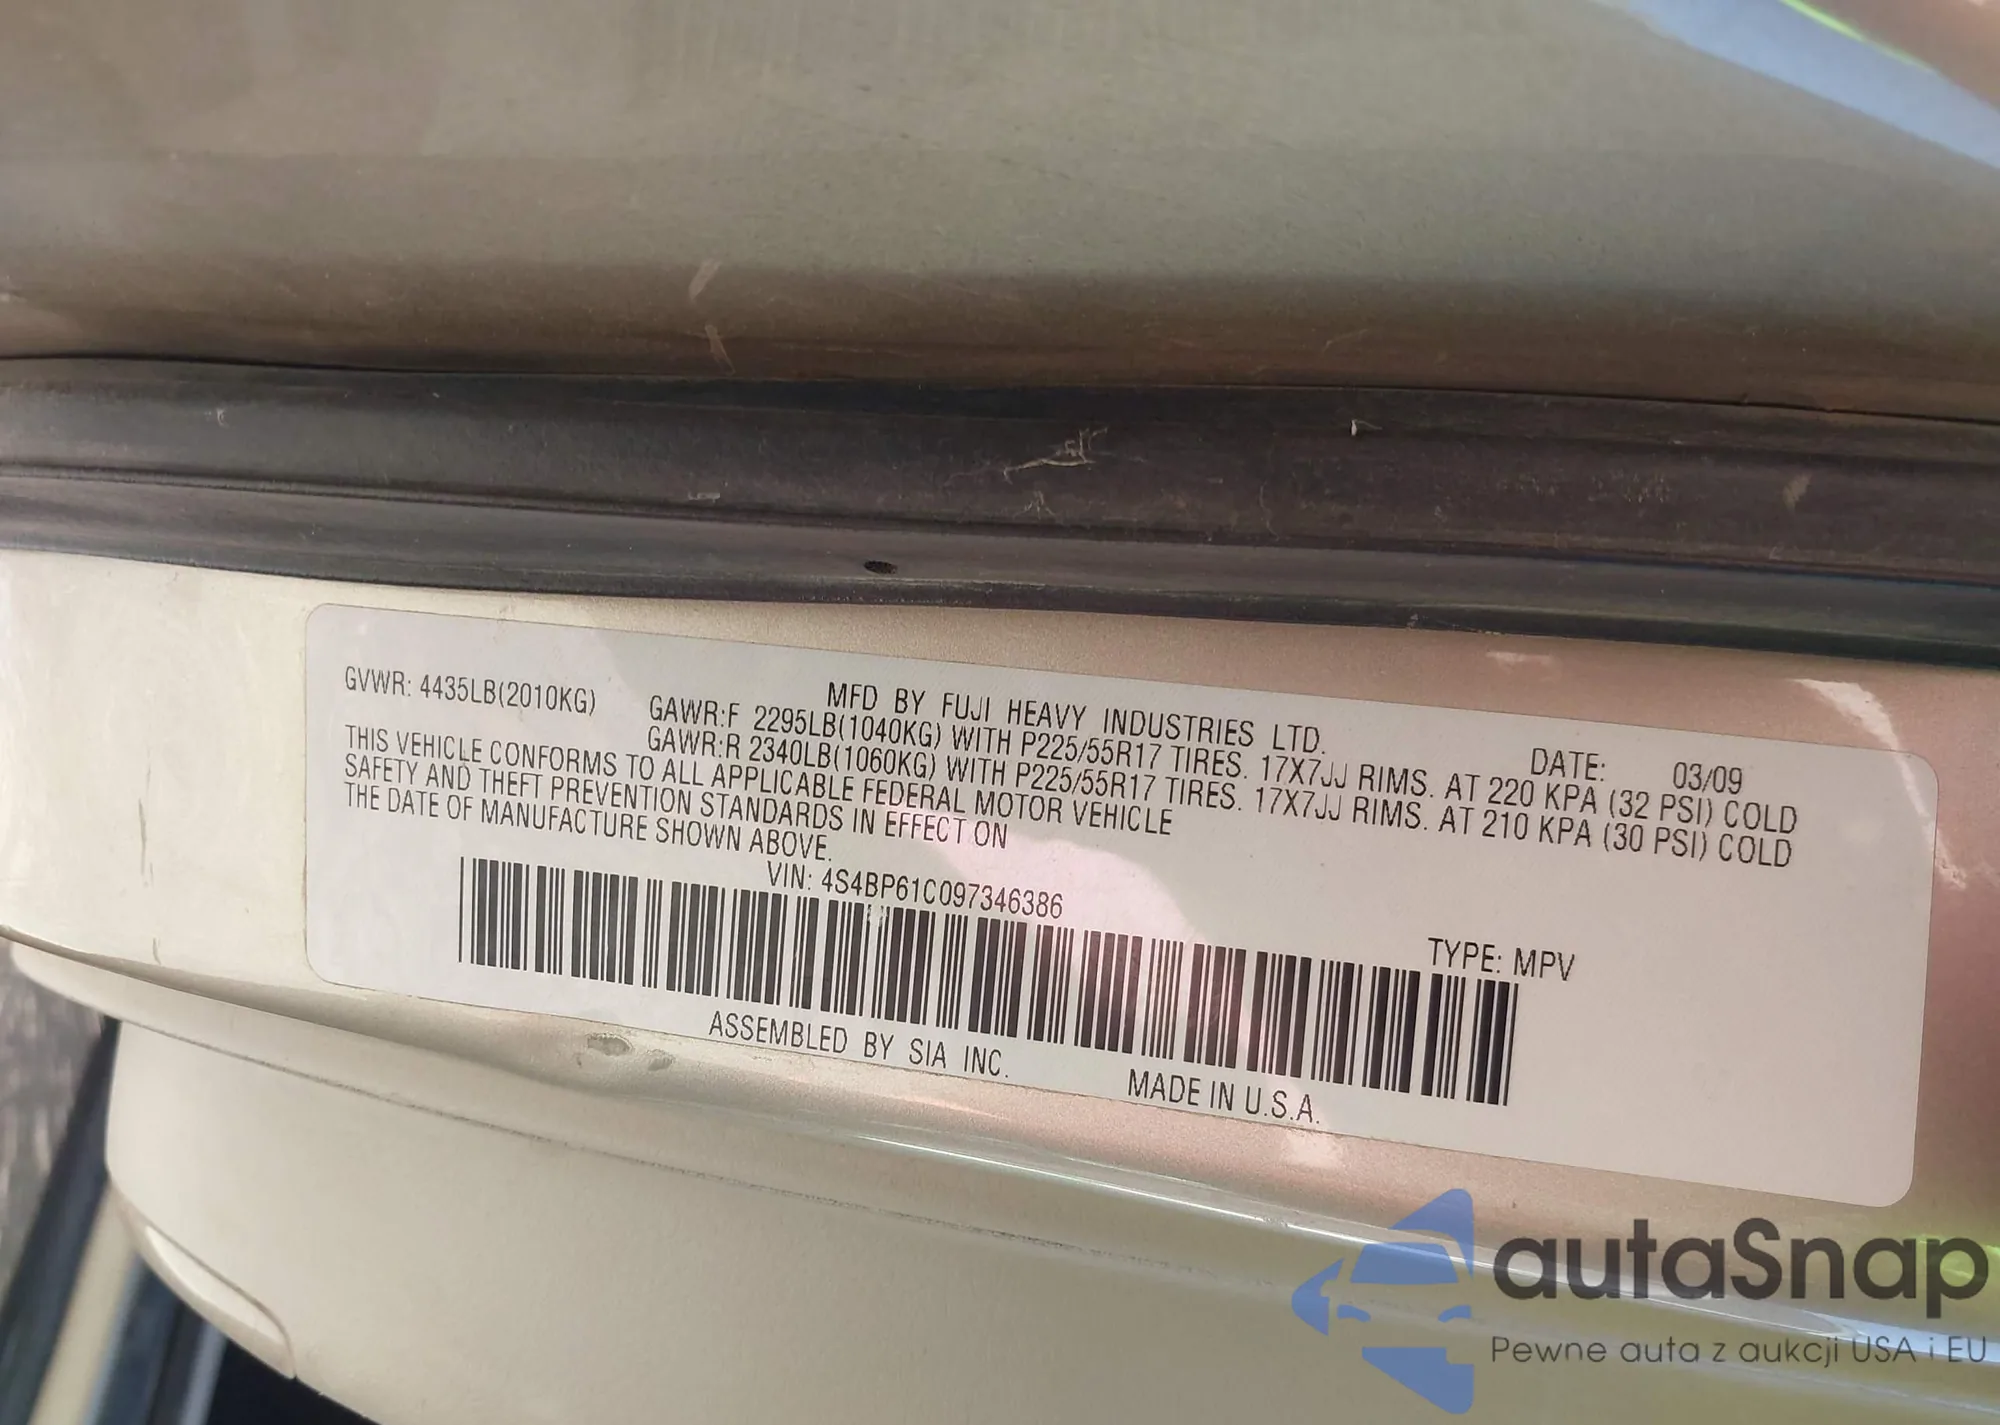 MFD BY FUJI HEAVY INDUSTRIES LTD.
DATE: 03/09
GVWR: 4435LB(2010KG)
GAWR:F 2295LB(1040KG) WITH P225/55R17 TIRES. 17X7JJ RIMS. AT 220 KPA (32 PSI) COLD
GAWR:R 2340LB(1060KG) WITH P225/55R17 TIRES. 17X7JJ RIMS. AT 210 KPA (30 PSI) COLD
THIS VEHICLE CONFORMS TO ALL APPLICABLE FEDERAL MOTOR VEHICLE
SAFETY AND THEFT PREVENTION STANDARDS IN EFFECT ON
THE DATE OF MANUFACTURE SHOWN ABOVE.
VIN: 4S4BP61C097346386
TYPE: MPV
ASSEMBLED BY SIA INC.
MADE IN U.S.A.
autaSnap
Pewne auta z aukcji USA i EU